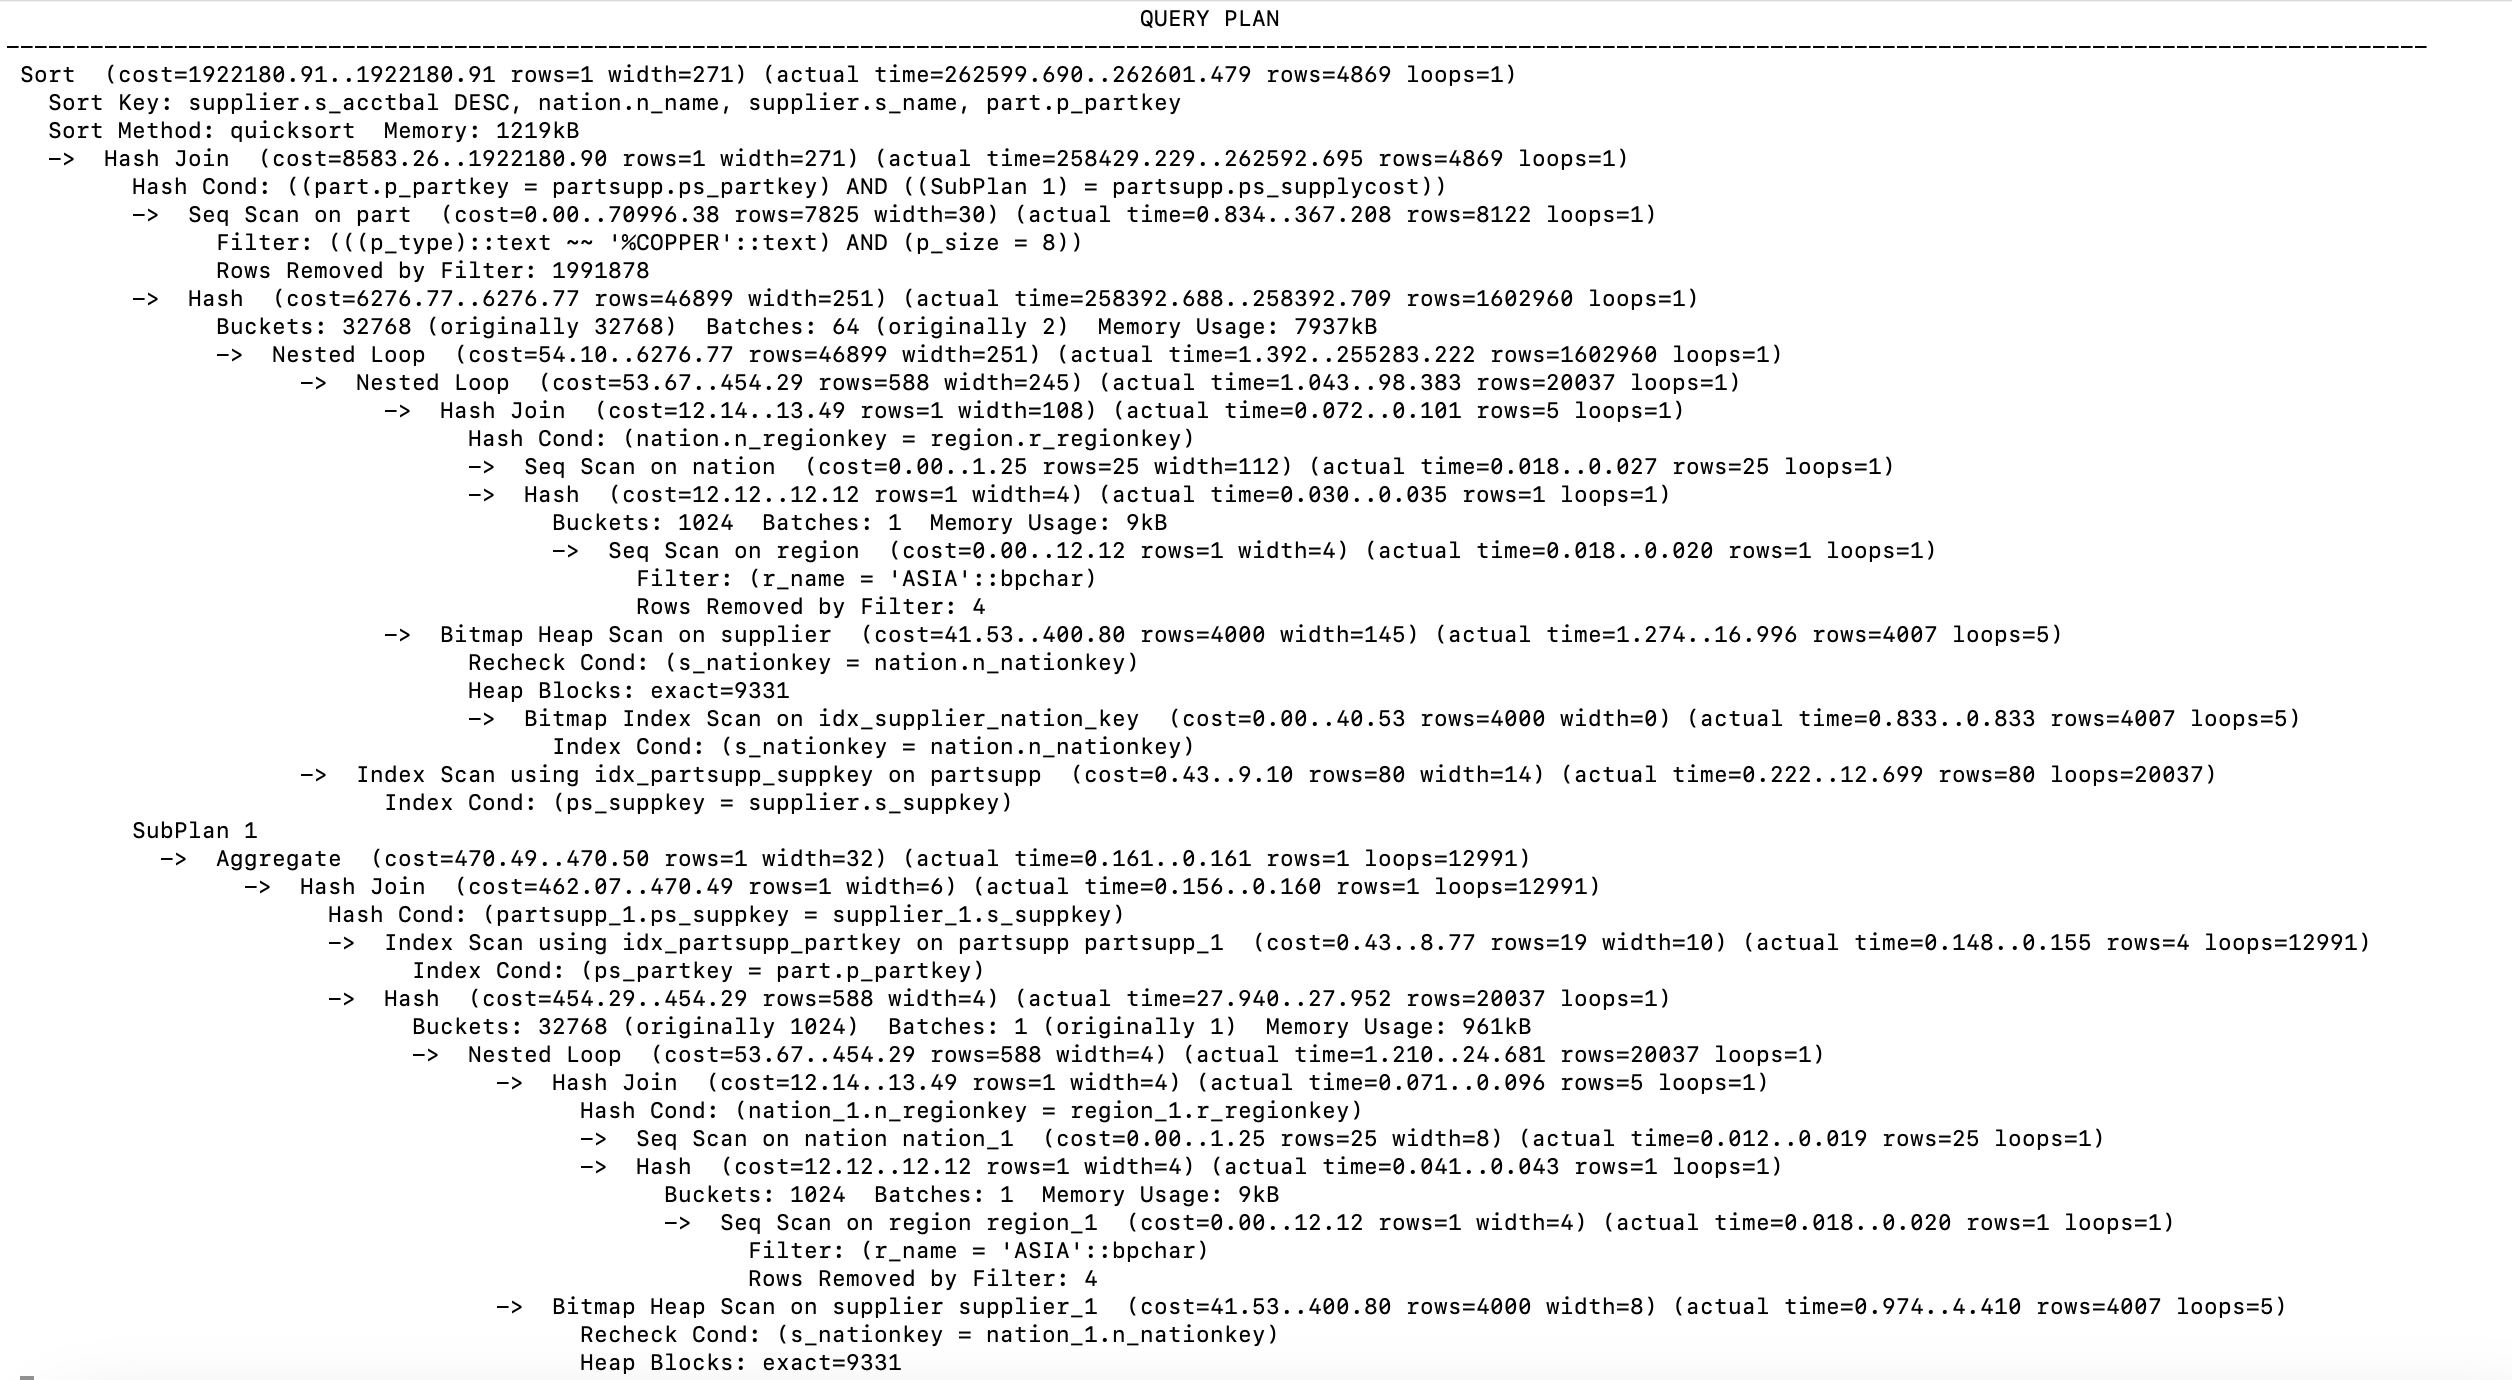 QUERY PLAN
--------------------------------------------------------------------------------------------------------------------------------------------------------------------------
Sort  (cost=1922180.91..1922180.91 rows=1 width=271) (actual time=262599.690..262601.479 rows=4869 loops=1)
  Sort Key: supplier.s_acctbal DESC, nation.n_name, supplier.s_name, part.p_partkey
  Sort Method: quicksort  Memory: 1219kB
  ->  Hash Join  (cost=8583.26..1922180.90 rows=1 width=271) (actual time=258429.229..262592.695 rows=4869 loops=1)
        Hash Cond: ((part.p_partkey = partsupp.ps_partkey) AND ((SubPlan 1) = partsupp.ps_supplycost))
        ->  Seq Scan on part  (cost=0.00..70996.38 rows=7825 width=30) (actual time=0.834..367.208 rows=8122 loops=1)
              Filter: (((p_type)::text ~~ '%COPPER'::text) AND (p_size = 8))
              Rows Removed by Filter: 1991878
        ->  Hash  (cost=6276.77..6276.77 rows=46899 width=251) (actual time=258392.688..258392.709 rows=1602960 loops=1)
              Buckets: 32768 (originally 32768)  Batches: 64 (originally 2)  Memory Usage: 7937kB
              ->  Nested Loop  (cost=54.10..6276.77 rows=46899 width=251) (actual time=1.392..255283.222 rows=1602960 loops=1)
                    ->  Nested Loop  (cost=53.67..454.29 rows=588 width=245) (actual time=1.043..98.383 rows=20037 loops=1)
                          ->  Hash Join  (cost=12.14..13.49 rows=1 width=108) (actual time=0.072..0.101 rows=5 loops=1)
                                Hash Cond: (nation.n_regionkey = region.r_regionkey)
                                ->  Seq Scan on nation  (cost=0.00..1.25 rows=25 width=112) (actual time=0.018..0.027 rows=25 loops=1)
                                ->  Hash  (cost=12.12..12.12 rows=1 width=4) (actual time=0.030..0.035 rows=1 loops=1)
                                      Buckets: 1024  Batches: 1  Memory Usage: 9kB
                                      ->  Seq Scan on region  (cost=0.00..12.12 rows=1 width=4) (actual time=0.018..0.020 rows=1 loops=1)
                                            Filter: (r_name = 'ASIA'::bpchar)
                                            Rows Removed by Filter: 4
                          ->  Bitmap Heap Scan on supplier  (cost=41.53..400.80 rows=4000 width=145) (actual time=1.274..16.996 rows=4007 loops=5)
                                Recheck Cond: (s_nationkey = nation.n_nationkey)
                                Heap Blocks: exact=9331
                                ->  Bitmap Index Scan on idx_supplier_nation_key  (cost=0.00..40.53 rows=4000 width=0) (actual time=0.833..0.833 rows=4007 loops=5)
                                      Index Cond: (s_nationkey = nation.n_nationkey)
                    ->  Index Scan using idx_partsupp_suppkey on partsupp  (cost=0.43..9.10 rows=80 width=14) (actual time=0.222..12.699 rows=80 loops=20037)
                          Index Cond: (ps_suppkey = supplier.s_suppkey)
        SubPlan 1
          ->  Aggregate  (cost=470.49..470.50 rows=1 width=32) (actual time=0.161..0.161 rows=1 loops=12991)
                ->  Hash Join  (cost=462.07..470.49 rows=1 width=6) (actual time=0.156..0.160 rows=1 loops=12991)
                      Hash Cond: (partsupp_1.ps_suppkey = supplier_1.s_suppkey)
                      ->  Index Scan using idx_partsupp_partkey on partsupp partsupp_1  (cost=0.43..8.77 rows=19 width=10) (actual time=0.148..0.155 rows=4 loops=12991)
                            Index Cond: (ps_partkey = part.p_partkey)
                      ->  Hash  (cost=454.29..454.29 rows=588 width=4) (actual time=27.940..27.952 rows=20037 loops=1)
                            Buckets: 32768 (originally 1024)  Batches: 1 (originally 1)  Memory Usage: 961kB
                            ->  Nested Loop  (cost=53.67..454.29 rows=588 width=4) (actual time=1.210..24.681 rows=20037 loops=1)
                                  ->  Hash Join  (cost=12.14..13.49 rows=1 width=4) (actual time=0.071..0.096 rows=5 loops=1)
                                        Hash Cond: (nation_1.n_regionkey = region_1.r_regionkey)
                                        ->  Seq Scan on nation nation_1  (cost=0.00..1.25 rows=25 width=8) (actual time=0.012..0.019 rows=25 loops=1)
                                        ->  Hash  (cost=12.12..12.12 rows=1 width=4) (actual time=0.041..0.043 rows=1 loops=1)
                                              Buckets: 1024  Batches: 1  Memory Usage: 9kB
                                              ->  Seq Scan on region region_1  (cost=0.00..12.12 rows=1 width=4) (actual time=0.018..0.020 rows=1 loops=1)
                                                    Filter: (r_name = 'ASIA'::bpchar)
                                                    Rows Removed by Filter: 4
                                  ->  Bitmap Heap Scan on supplier supplier_1  (cost=41.53..400.80 rows=4000 width=8) (actual time=0.974..4.410 rows=4007 loops=5)
                                        Recheck Cond: (s_nationkey = nation_1.n_nationkey)
                                        Heap Blocks: exact=9331